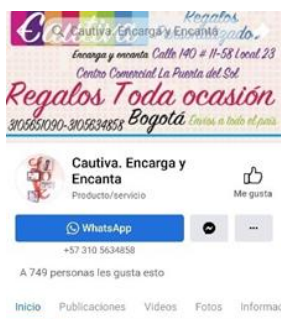 Regalos
Cautiva. Encarga y Encanta
Encarga y encanta Calle 140 # 11-58 Local 23
Centro Comercial La Puerta del Sol
Regalos Toda ocasión
3105651090-3105634858 Bogotá Envios a todo el país
Cautiva. Encarga y
Encanta
Producto/servicio
Me gusta
WhatsApp
+57 310 5634858
A 749 personas les gusta esto
Inicio Publicaciones Videos Fotos Informac